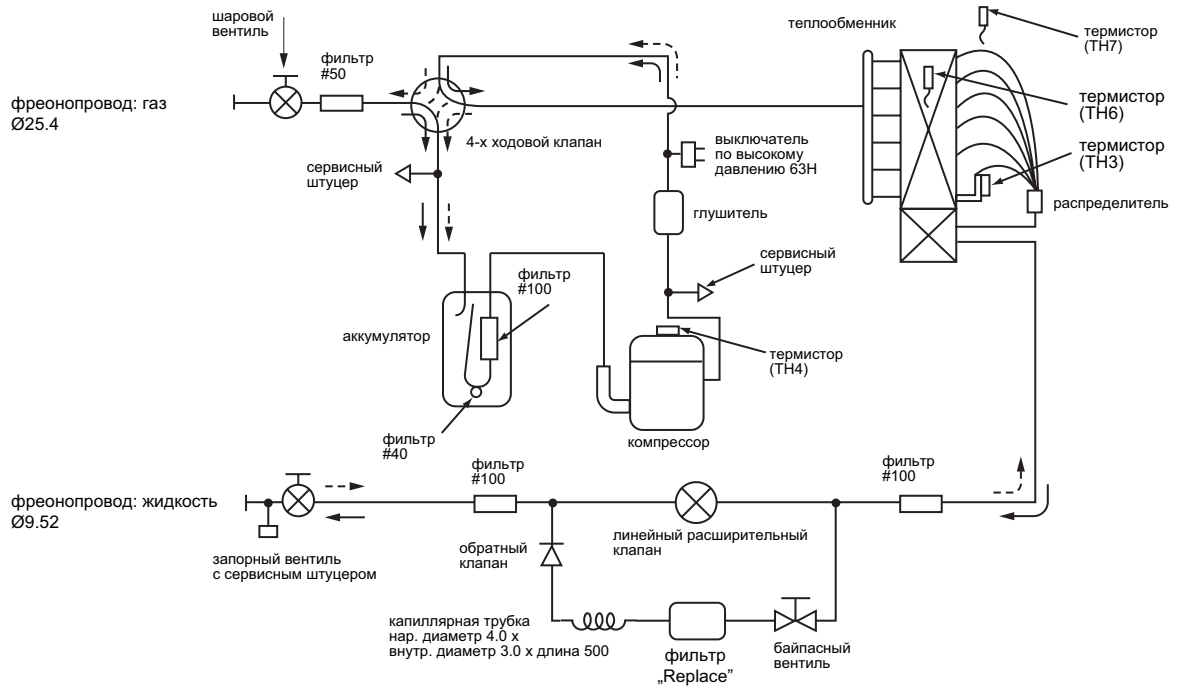 шаровой
вентиль
фильтр
#50
фреонопровод: газ
Ø25.4
4-х ходовой клапан
сервисный
штуцер
выключатель
по высокому
давлению 63H
глушитель
теплообменник
термистор
(TH7)
термистор
(TH6)
термистор
(TH3)
распределитель
сервисный
штуцер
фильтр
#100
аккумулятор
термистор
(TH4)
фильтр
#40
компрессор
фреонопровод: жидкость
Ø9.52
фильтр
#100
фильтр
#100
запорный вентиль
с сервисным штуцером
обратный
клапан
линейный расширительный
клапан
капиллярная трубка
нар. диаметр 4.0 x
внутр. диаметр 3.0 x длина 500
фильтр
„Replace”
байпасный
вентиль